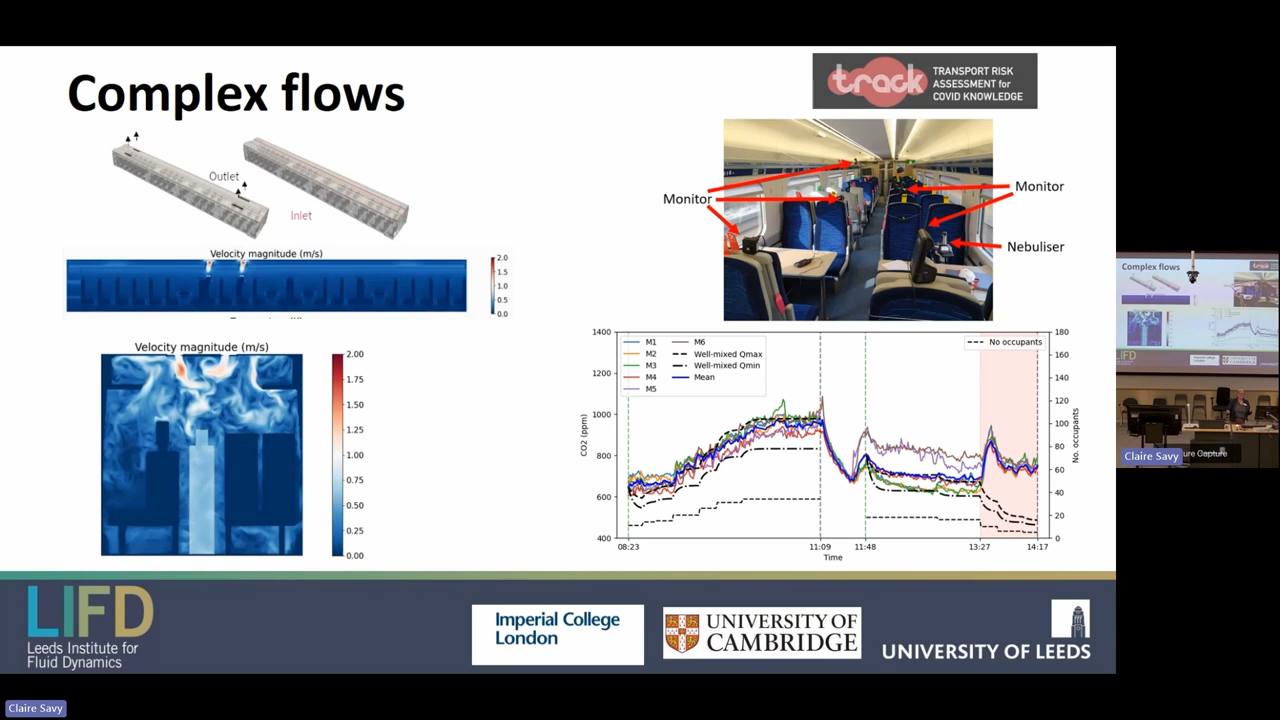 Complex flows
track
TRANSPORT RISK
ASSESSMENT for
COVID KNOWLEDGE
Outlet
Inlet
Velocity magnitude (m/s)
2.0
1.5
1.0
0.5
0.0
Velocity magnitude (m/s)
2.00
1.75
1.50
1.25
1.00
0.75
0.50
0.25
0.00
Monitor
Monitor
Nebuliser
1400
1200
1000
800
600
400
CO2 (ppm)
M1
M2
M3
M4
M5
M6
Well-mixed Qmax
Well-mixed Qmin
Mean
No occupants
180
160
140
120
100
80
60
40
20
0
No. occupants
08:23
11:09
11:48
13:27
14:17
Time
LIFD
Leeds Institute for
Fluid Dynamics
Imperial College
London
UNIVERSITY OF
CAMBRIDGE
UNIVERSITY OF LEEDS
Complex flows
track
LIFD
Claire Savy
ure Capture
Claire Savy